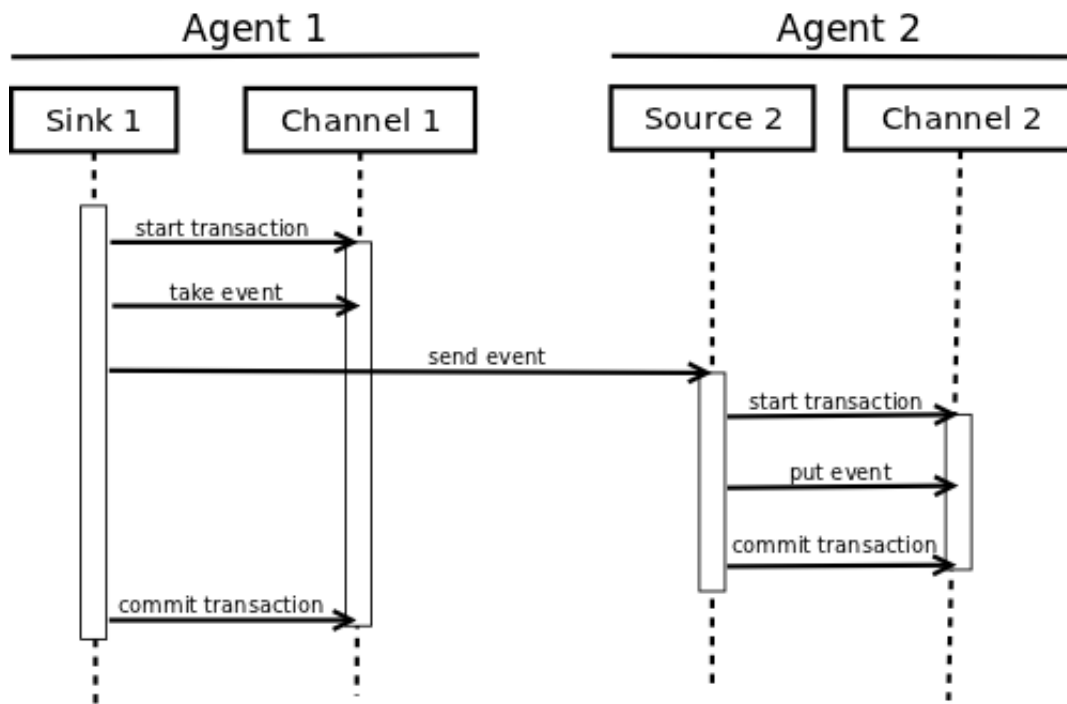 Agent 1
Agent 2
Sink 1
Channel 1
Source 2
Channel 2
start transaction
take event
send event
start transaction
put event
commit transaction
commit transaction